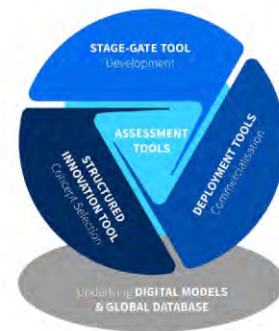 STAGE-GATE TOOL
Development
ASSESSMENT
TOOLS
STRUCTURED
INNOVATION TOOL
Concept Selection
DEPLOYMENT TOOLS
Commercialisation
Underlying DIGITAL MODELS
& GLOBAL DATABASE